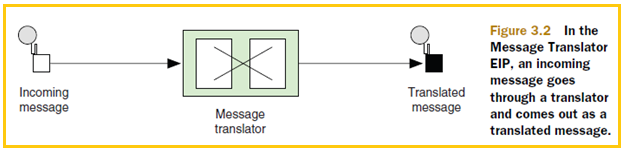 Incoming
message
Message
translator
Translated
message
Figure 3.2 In the
Message Translator
EIP, an incoming
message goes
through a translator
and comes out as a
translated message.